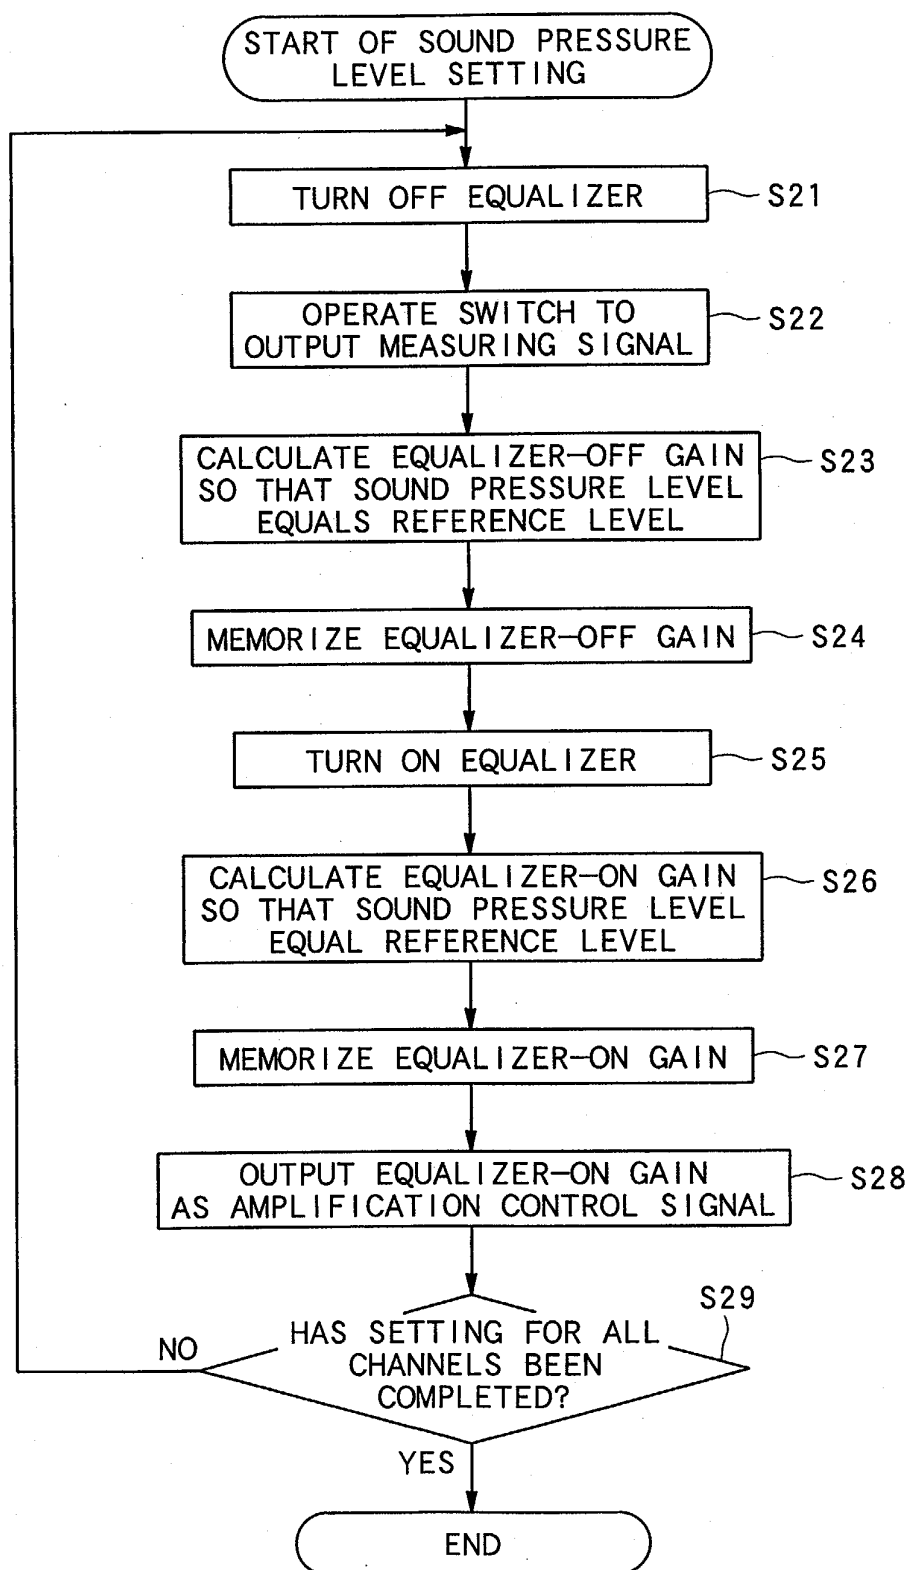 START OF SOUND PRESSURE
LEVEL SETTING
TURN OFF EQUALIZER
S21
OPERATE SWITCH TO
OUTPUT MEASURING SIGNAL
S22
CALCULATE EQUALIZER-OFF GAIN
SO THAT SOUND PRESSURE LEVEL
EQUALS REFERENCE LEVEL
S23
MEMORIZE EQUALIZER-OFF GAIN
S24
TURN ON EQUALIZER
S25
CALCULATE EQUALIZER-ON GAIN
SO THAT SOUND PRESSURE LEVEL
EQUAL REFERENCE LEVEL
S26
MEMORIZE EQUALIZER-ON GAIN
S27
OUTPUT EQUALIZER-ON GAIN
AS AMPLIFICATION CONTROL SIGNAL
S28
S29
HAS SETTING FOR ALL
CHANNELS BEEN
COMPLETED?
NO
YES
END